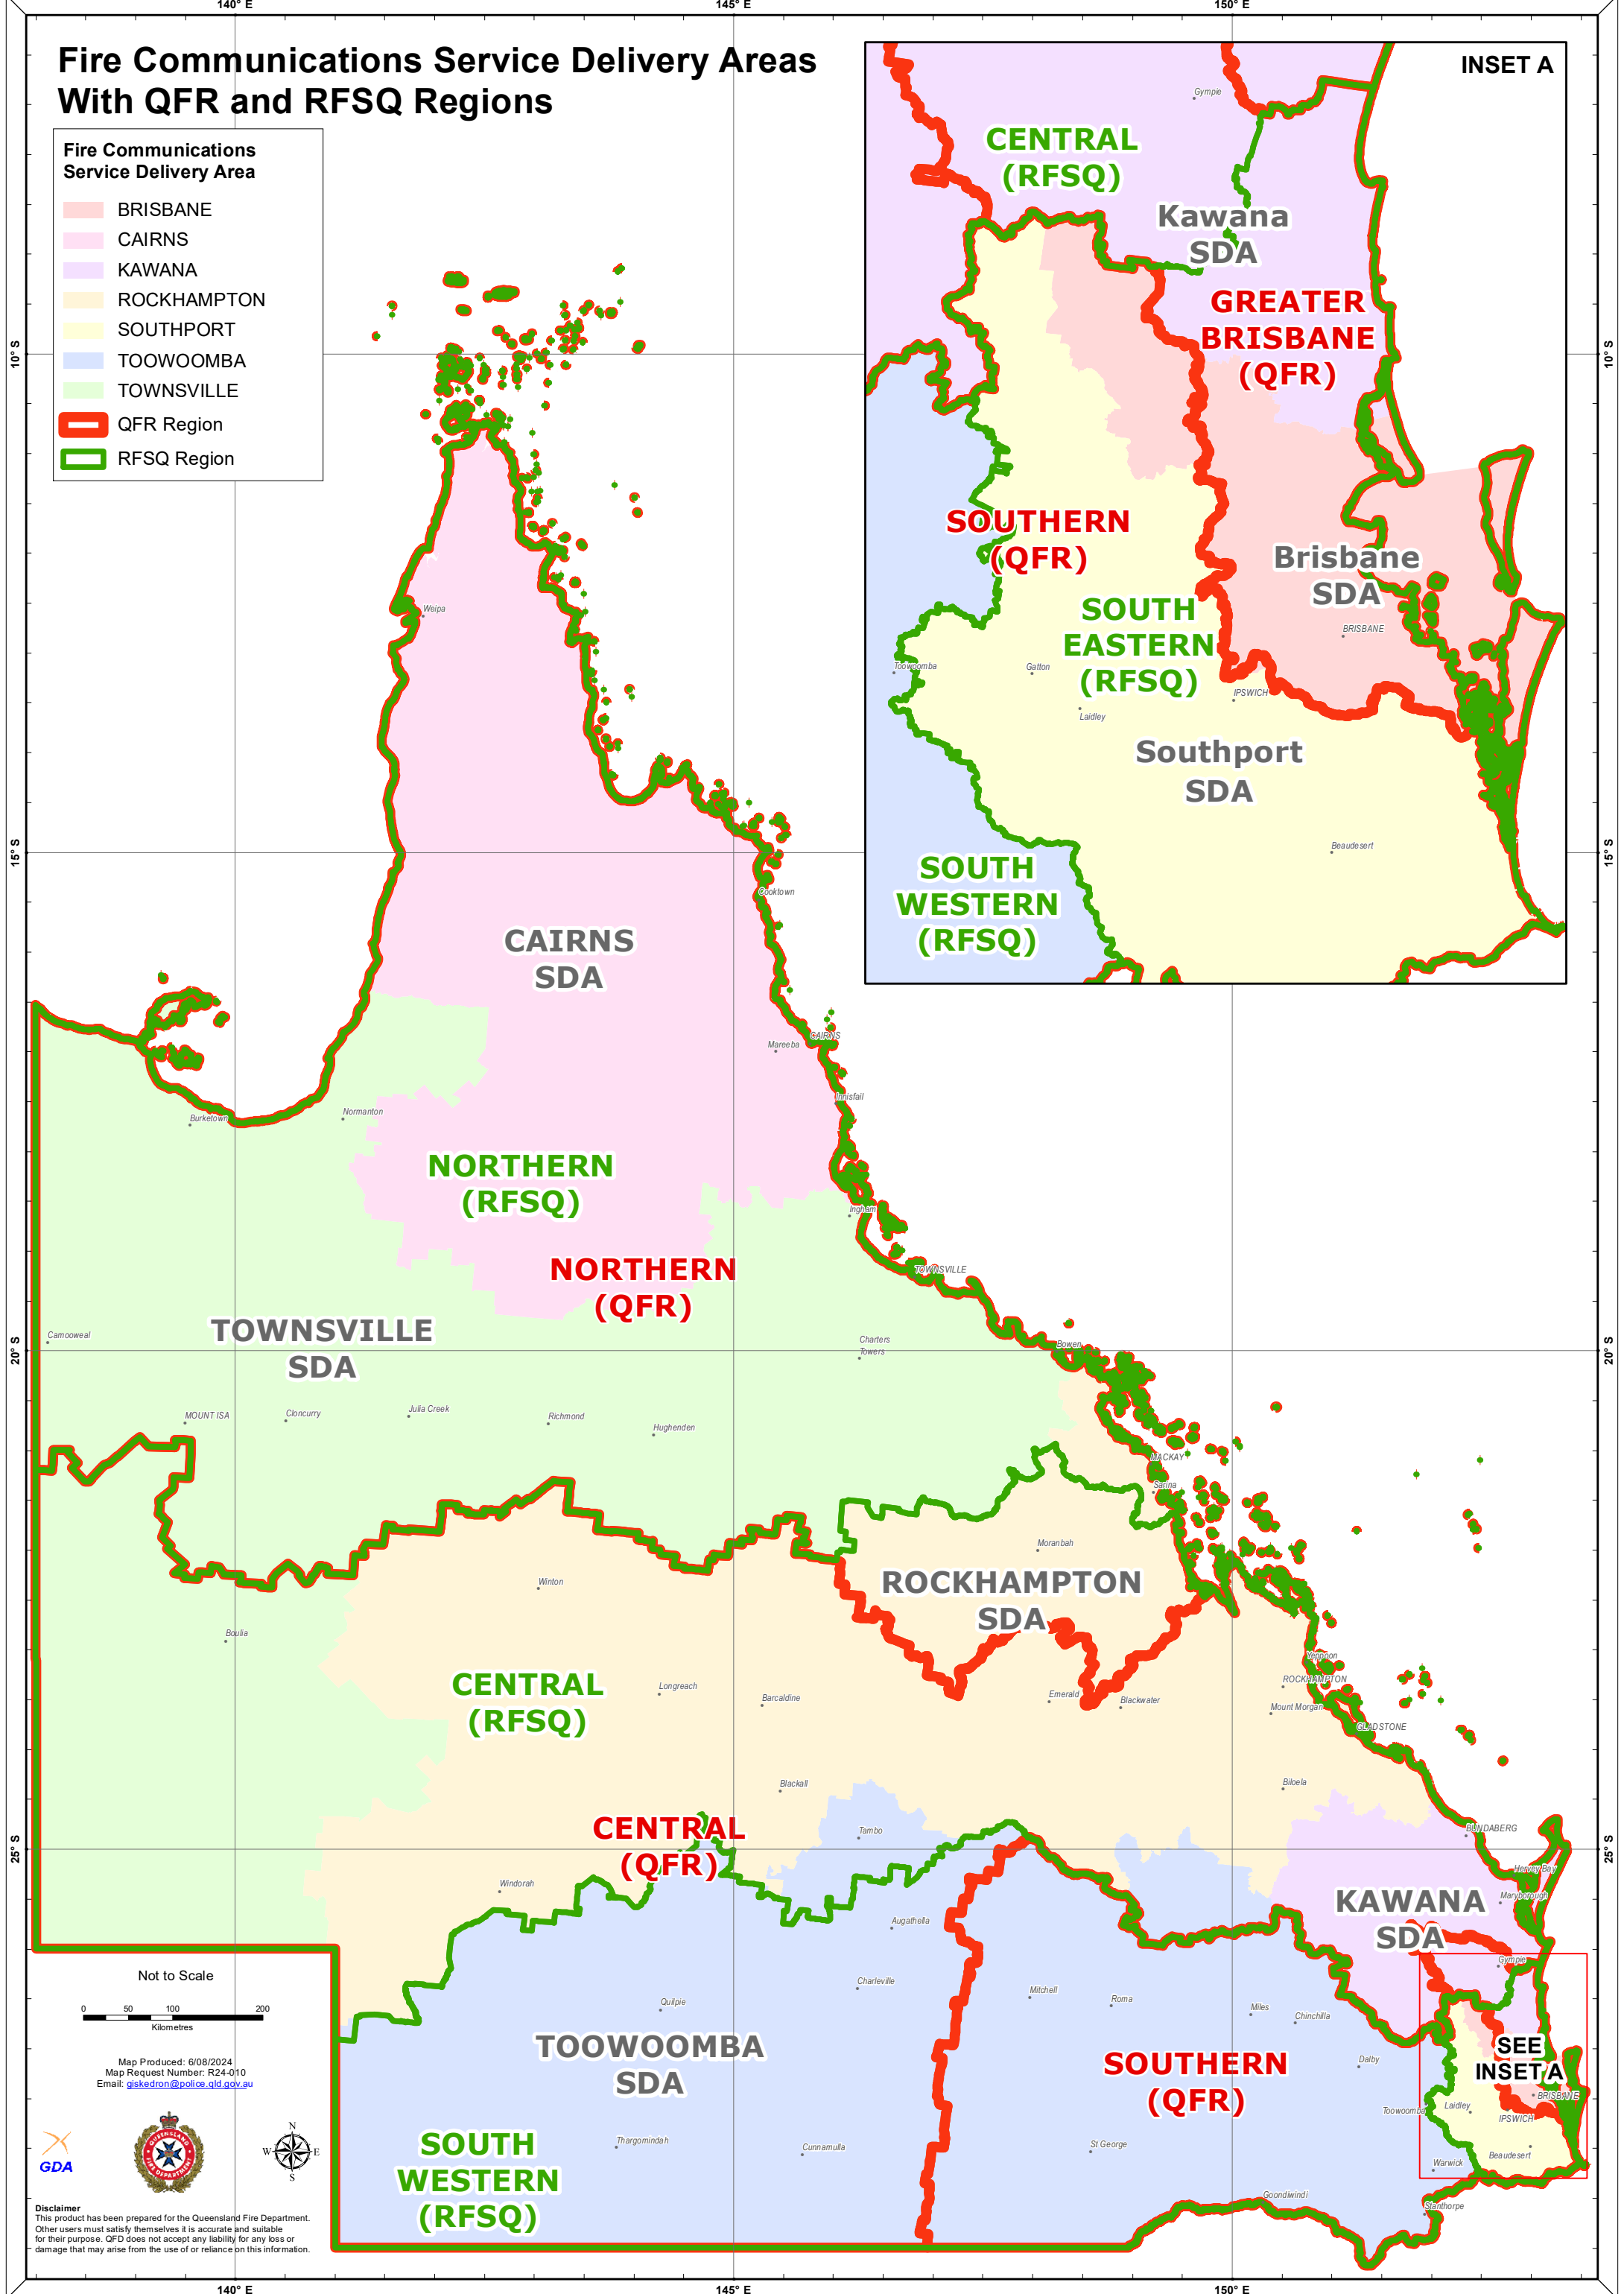 140° E
145° E
150° E
Fire Communications Service Delivery Areas
With QFR and RFSQ Regions
Fire Communications
Service Delivery Area
BRISBANE
CAIRNS
KAWANA
ROCKHAMPTON
SOUTHPORT
TOOWOOMBA
TOWNSVILLE
QFR Region
RFSQ Region
INSET A
Gympie
CENTRAL
(RFSQ)
Kawana
SDA
GREATER
BRISBANE
(QFR)
SOUTHERN
(QFR)
Brisbane
SDA
SOUTH
EASTERN
(RFSQ)
BRISBANE
Toowoomba
Gatton
IPSWICH
Laidley
Southport
SDA
Beaudesert
SOUTH
WESTERN
(RFSQ)
10° S
10° S
15° S
15° S
20° S
20° S
25° S
25° S
Weipa
Cooktown
CAIRNS
SDA
CAIRNS
Mareeba
Innisfail
Burketown
Normanton
NORTHERN
(RFSQ)
Ingham
NORTHERN
(QFR)
TOWNSVILLE
TOWNSVILLE
SDA
Camooweal
Charters
Towers
Bowen
MOUNT ISA
Cloncurry
Julia Creek
Richmond
Hughenden
MACKAY
Sarina
Moranbah
ROCKHAMPTON
SDA
Winton
Boulia
CENTRAL
(RFSQ)
Longreach
Barcaldine
Emerald
Blackwater
Yeppoon
ROCKHAMPTON
Mount Morgan
GLADSTONE
Blackall
Biloela
CENTRAL
(QFR)
Tambo
BUNDABERG
Hervey Bay
Maryborough
Windorah
KAWANA
SDA
Augathella
Gympie
Charleville
Quilpie
Mitchell
Roma
Miles
Chinchilla
TOOWOOMBA
SDA
SOUTHERN
(QFR)
Dalby
SEE
INSET A
BRISBANE
Toowoomba
Laidley
IPSWICH
Thargomindah
Cunnamulla
St George
Beaudesert
Warwick
Goondiwindi
Stanthorpe
SOUTH
WESTERN
(RFSQ)
Not to Scale
0 50 100 200
Kilometres
Map Produced: 6/08/2024
Map Request Number: R24-010
Email: giskedron@police.qld.gov.au
GDA
QUEENSLAND
FIRE DEPARTMENT
N
W E
S
Disclaimer
This product has been prepared for the Queensland Fire Department.
Other users must satisfy themselves it is accurate and suitable
for their purpose. QFD does not accept any liability for any loss or
damage that may arise from the use of or reliance on this information.
140° E
145° E
150° E